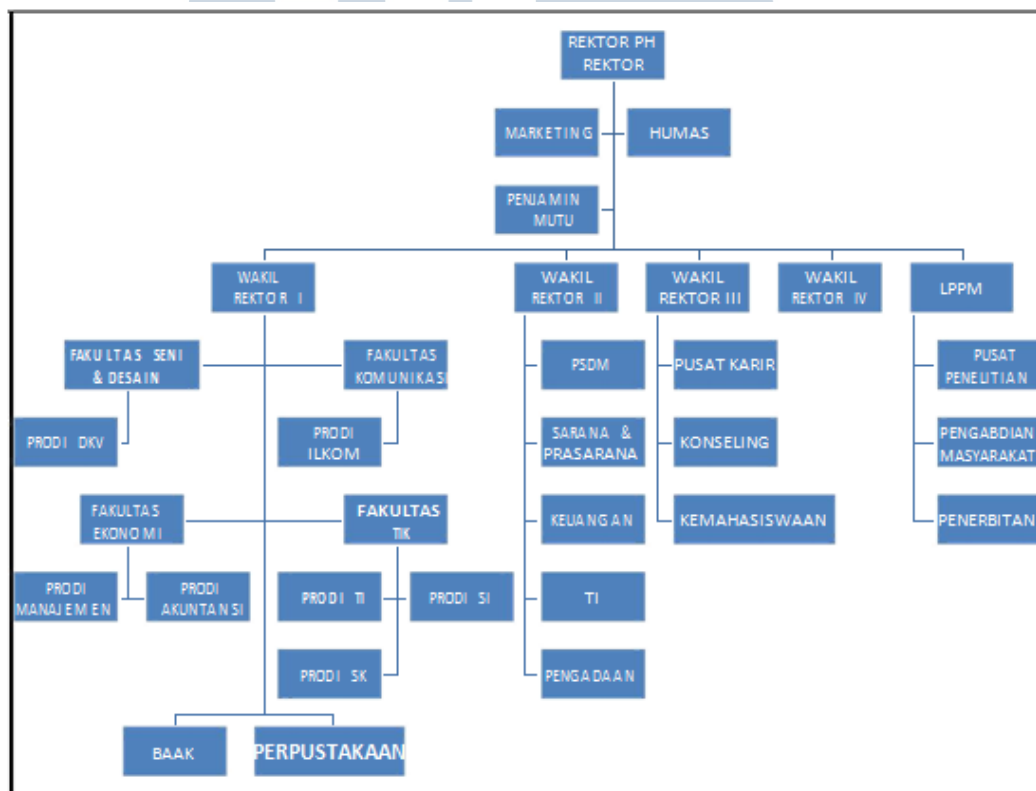 REKTOR PH
REKTOR
MARKETING
HUMAS
PENJAMIN
MUTU
WAKIL
REKTOR I
WAKIL
REKTOR II
WAKIL
REKTOR III
WAKIL
REKTOR IV
LPPM
FAKULTAS SENI
& DESAIN
FAKULTAS
KOMUNIKASI
PSDM
PUSAT KARIR
PUSAT
PENELITIAN
PRODI DKV
PRODI
ILKOM
SARANA &
PRASARANA
KONSELING
PENGABDIAN
MASYARAKAT
FAKULTAS
EKONOMI
FAKULTAS
TIK
KEUANGAN
KEMAHASISWAAN
PENERBITAN
PRODI
MANAJEMEN
PRODI
AKUNTANSI
PRODI TI
PRODI SI
TI
PRODI SK
PENGADAAN
BAAK
PERPUSTAKAAN